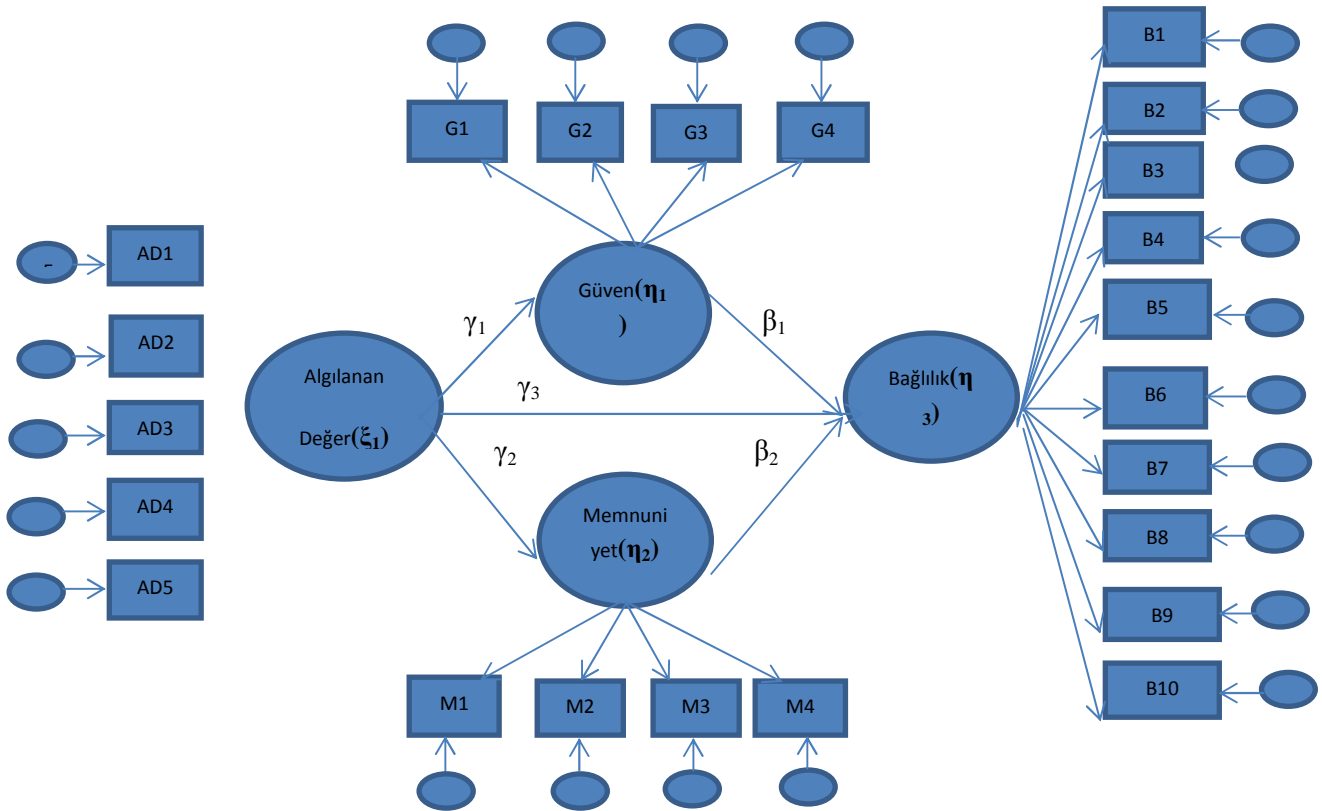 G1
G2
G3
G4
B1
B2
B3
B4
B5
B6
B7
B8
B9
B10
AD1
AD2
AD3
AD4
AD5
Güven(η1
)
Algılanan
Değer(ξ1)
Memnuni
yet(η2)
Bağlılık(η
3)
γ1
γ3
γ2
β1
β2
M1
M2
M3
M4